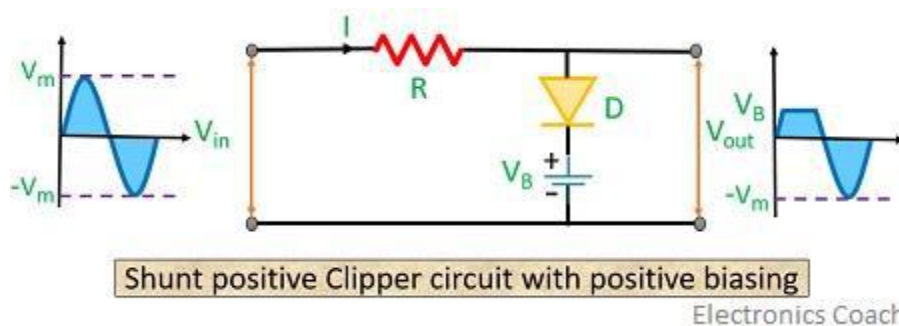 I
Vm
R
D
Vin
VB
+
-
Vout
VB
-Vm
-Vm
Shunt positive Clipper circuit with positive biasing
Electronics Coach